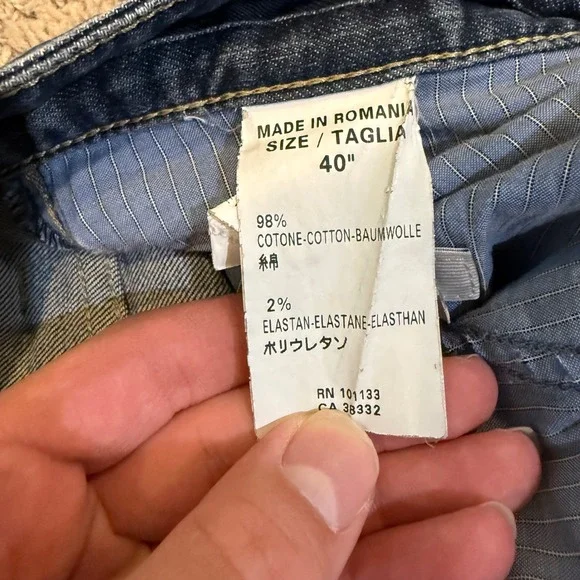 MADE IN ROMANIA
SIZE / TAGLIA
40"
98%
COTONE-COTTON-BAUMWOLLE
綿
2%
ELASTAN-ELASTANE-ELASTHAN
ポリウレタン
RN 101133
CA 38332